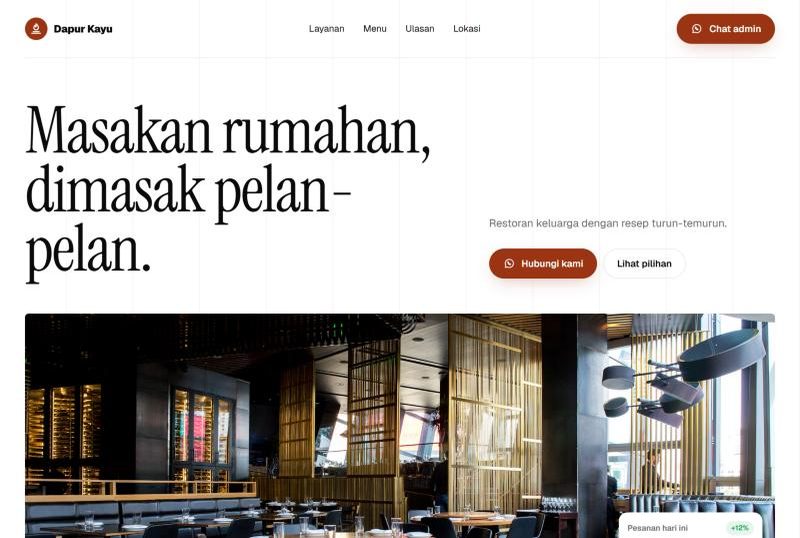 Dapur Kayu
Layanan
Menu
Ulasan
Lokasi
Chat admin
Masakan rumahan,
dimasak pelan-
pelan.
Restoran keluarga dengan resep turun-temurun.
Hubungi kami
Lihat pilihan
Pesanan hari ini
+12%